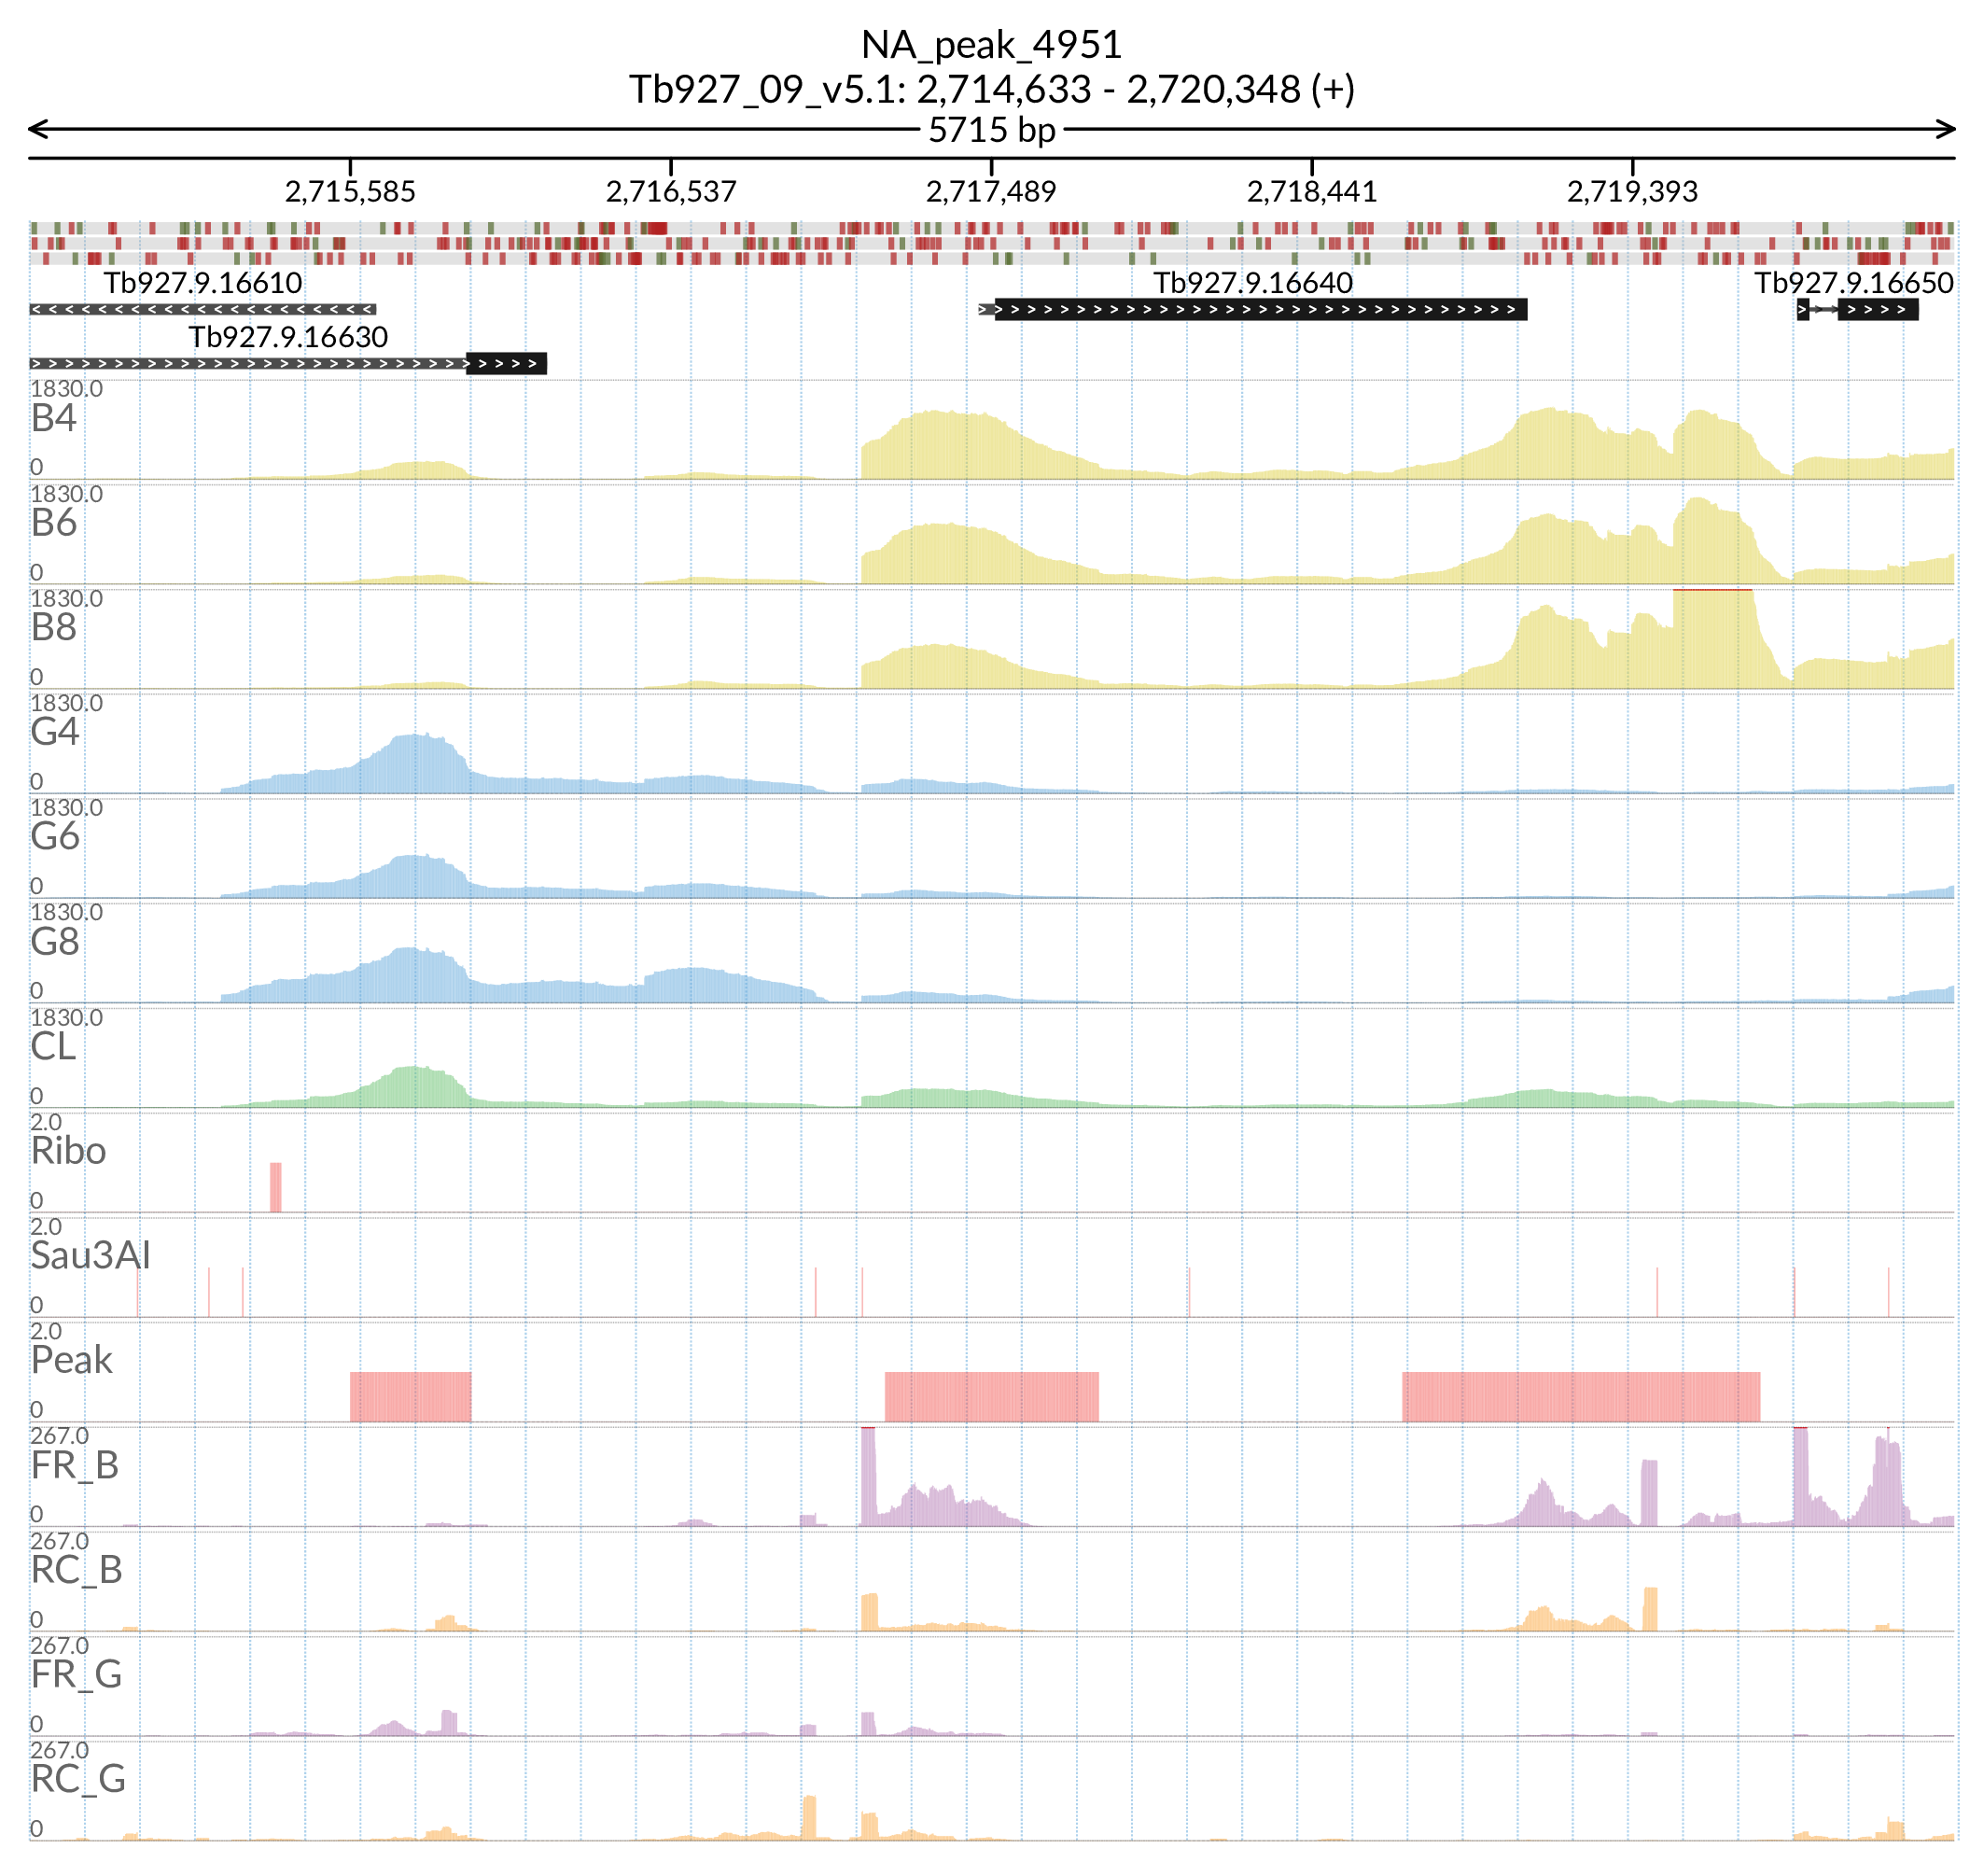 NA_peak_4951
Tb927_09_v5.1: 2,714,633 - 2,720,348 (+)
5715 bp
2,715,585 2,716,537 2,717,489 2,718,441 2,719,393
Tb927.9.16610 Tb927.9.16640 Tb927.9.16650
Tb927.9.16630
1830.0
B4
0
1830.0
B6
0
1830.0
B8
0
1830.0
G4
0
1830.0
G6
0
1830.0
G8
0
1830.0
CL
0
2.0
Ribo
0
2.0
Sau3AI
0
2.0
Peak
0
267.0
FR_B
0
267.0
RC_B
0
267.0
FR_G
0
267.0
RC_G
0